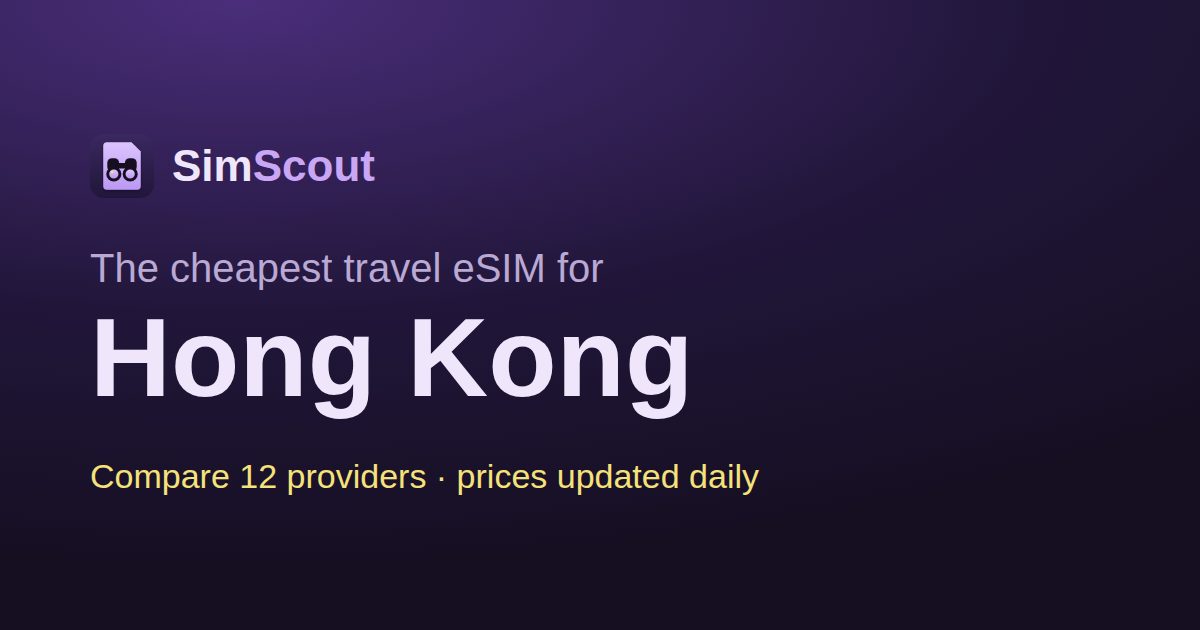 SimScout
The cheapest travel eSIM for
Hong Kong
Compare 12 providers · prices updated daily